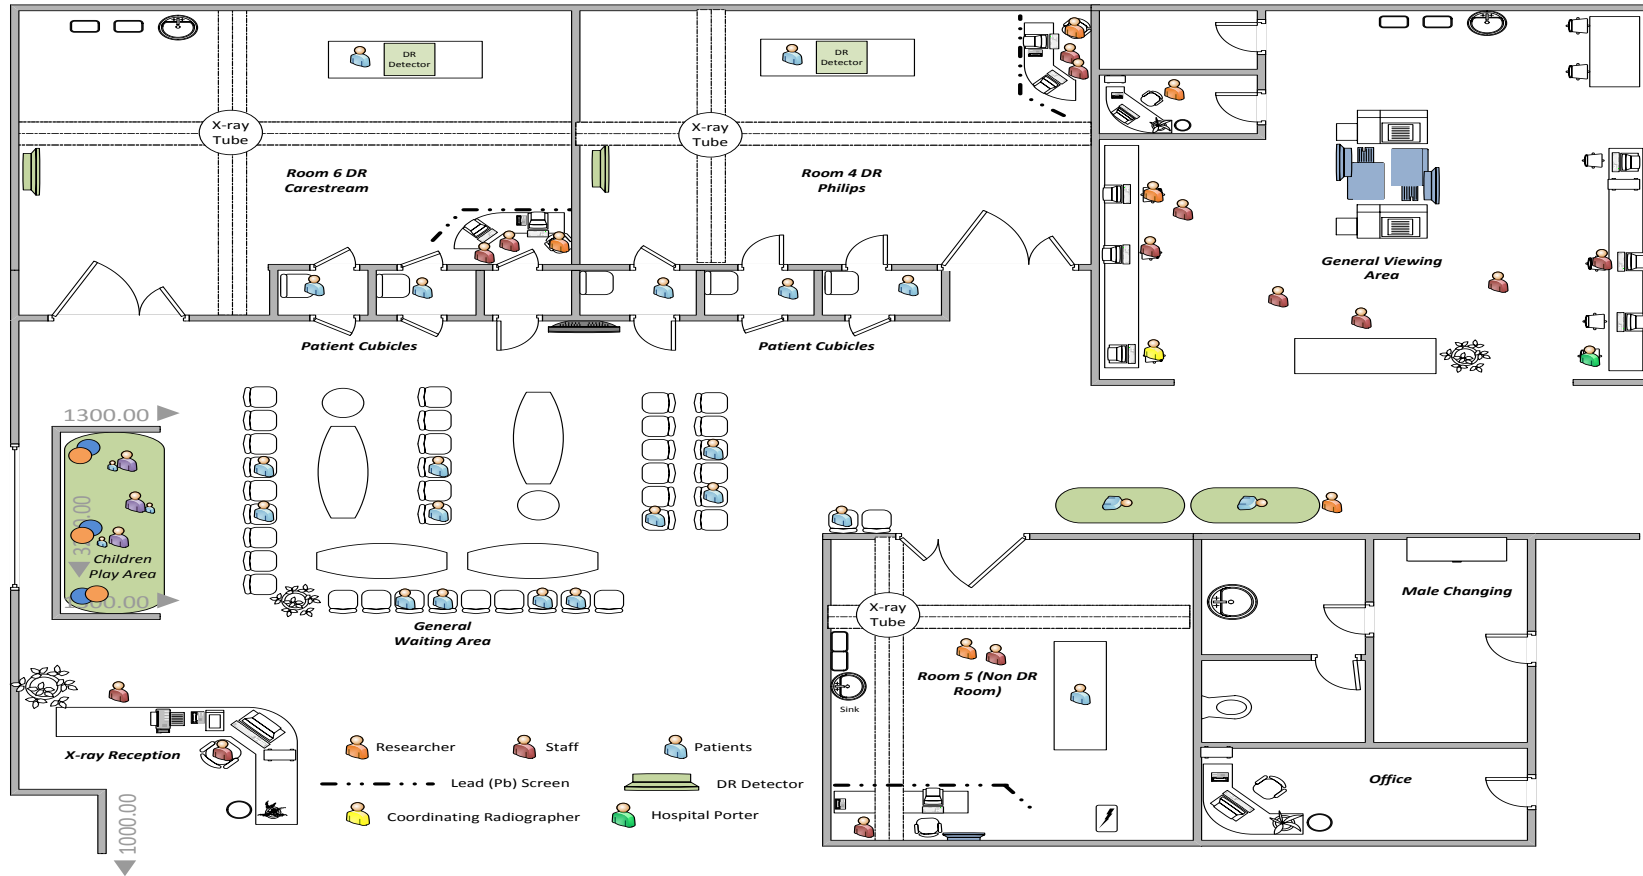 DR
Detector
DR
Detector
X-ray
Tube
X-ray
Tube
Room 6 DR
Carestream
Room 4 DR
Philips
General Viewing
Area
Patient Cubicles
Patient Cubicles
1300.00
Children
Play Area
1300.00
General
Waiting Area
X-ray
Tube
Male Changing
Room 5 (Non DR
Room)
Sink
X-ray Reception
Researcher
Staff
Patients
Lead (Pb) Screen
DR Detector
Coordinating Radiographer
Hospital Porter
Office
1000.00